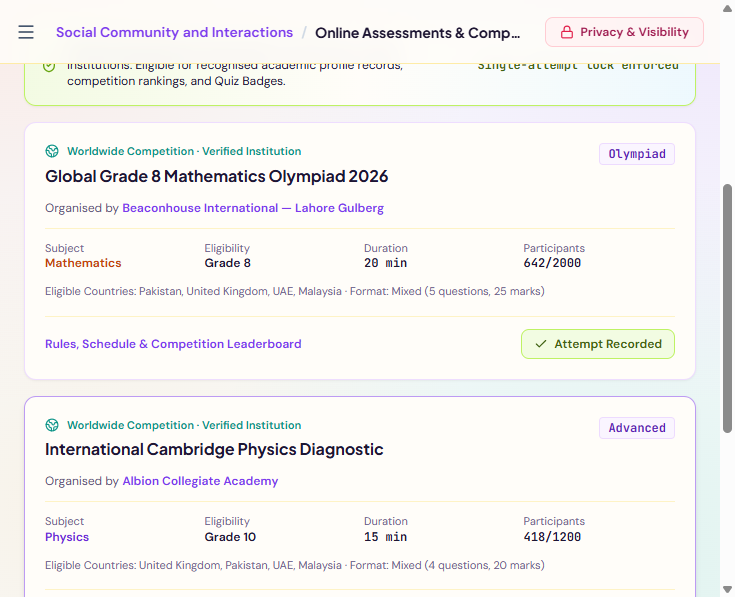 Social Community and Interactions / Online Assessments & Comp...
Privacy & Visibility
institutions. Eligible for recognised academic profile records,
competition rankings, and Quiz Badges.
Single-attempt lock enforced
Worldwide Competition · Verified Institution
Olympiad
Global Grade 8 Mathematics Olympiad 2026
Organised by Beaconhouse International — Lahore Gulberg
Subject Eligibility Duration Participants
Mathematics Grade 8 20 min 642/2000
Eligible Countries: Pakistan, United Kingdom, UAE, Malaysia · Format: Mixed (5 questions, 25 marks)
Rules, Schedule & Competition Leaderboard
Attempt Recorded
Worldwide Competition · Verified Institution
Advanced
International Cambridge Physics Diagnostic
Organised by Albion Collegiate Academy
Subject Eligibility Duration Participants
Physics Grade 10 15 min 418/1200
Eligible Countries: United Kingdom, Pakistan, UAE, Malaysia · Format: Mixed (4 questions, 20 marks)